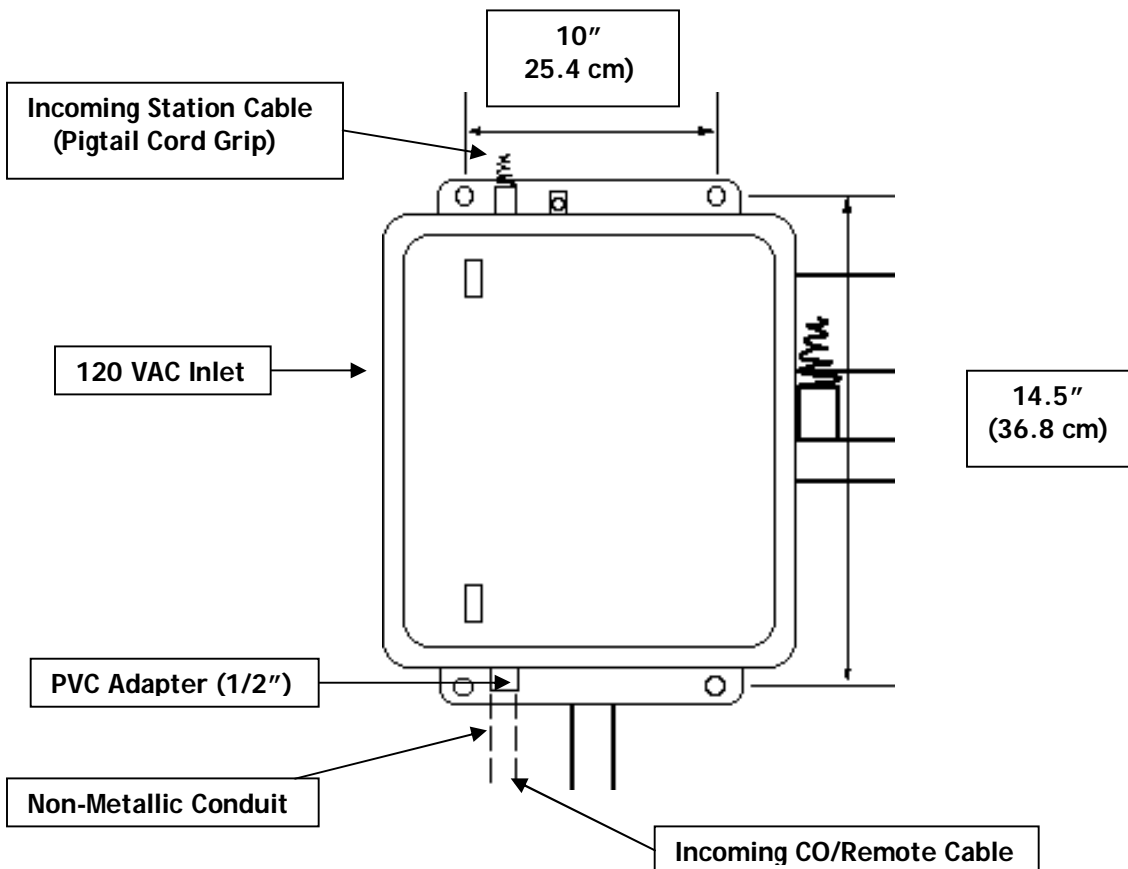 10”
25.4 cm)
Incoming Station Cable
(Pigtail Cord Grip)
120 VAC Inlet
14.5”
(36.8 cm)
PVC Adapter (1/2”)
Non-Metallic Conduit
Incoming CO/Remote Cable